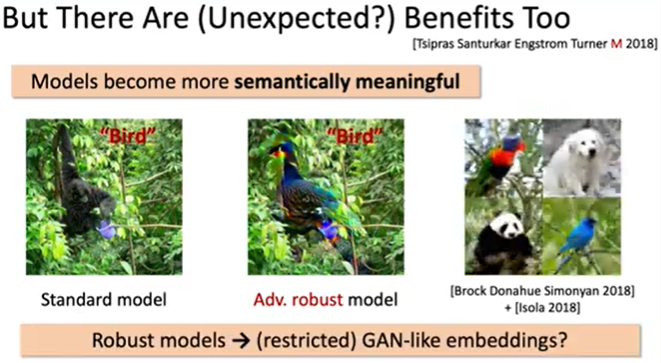 But There Are (Unexpected?) Benefits Too
[Tsipras Santurkar Engstrom Turner M 2018]
Models become more semantically meaningful
"Bird"
"Bird"
Standard model
Adv. robust model
[Brock Donahue Simonyan 2018]
+ [Isola 2018]
Robust models → (restricted) GAN-like embeddings?